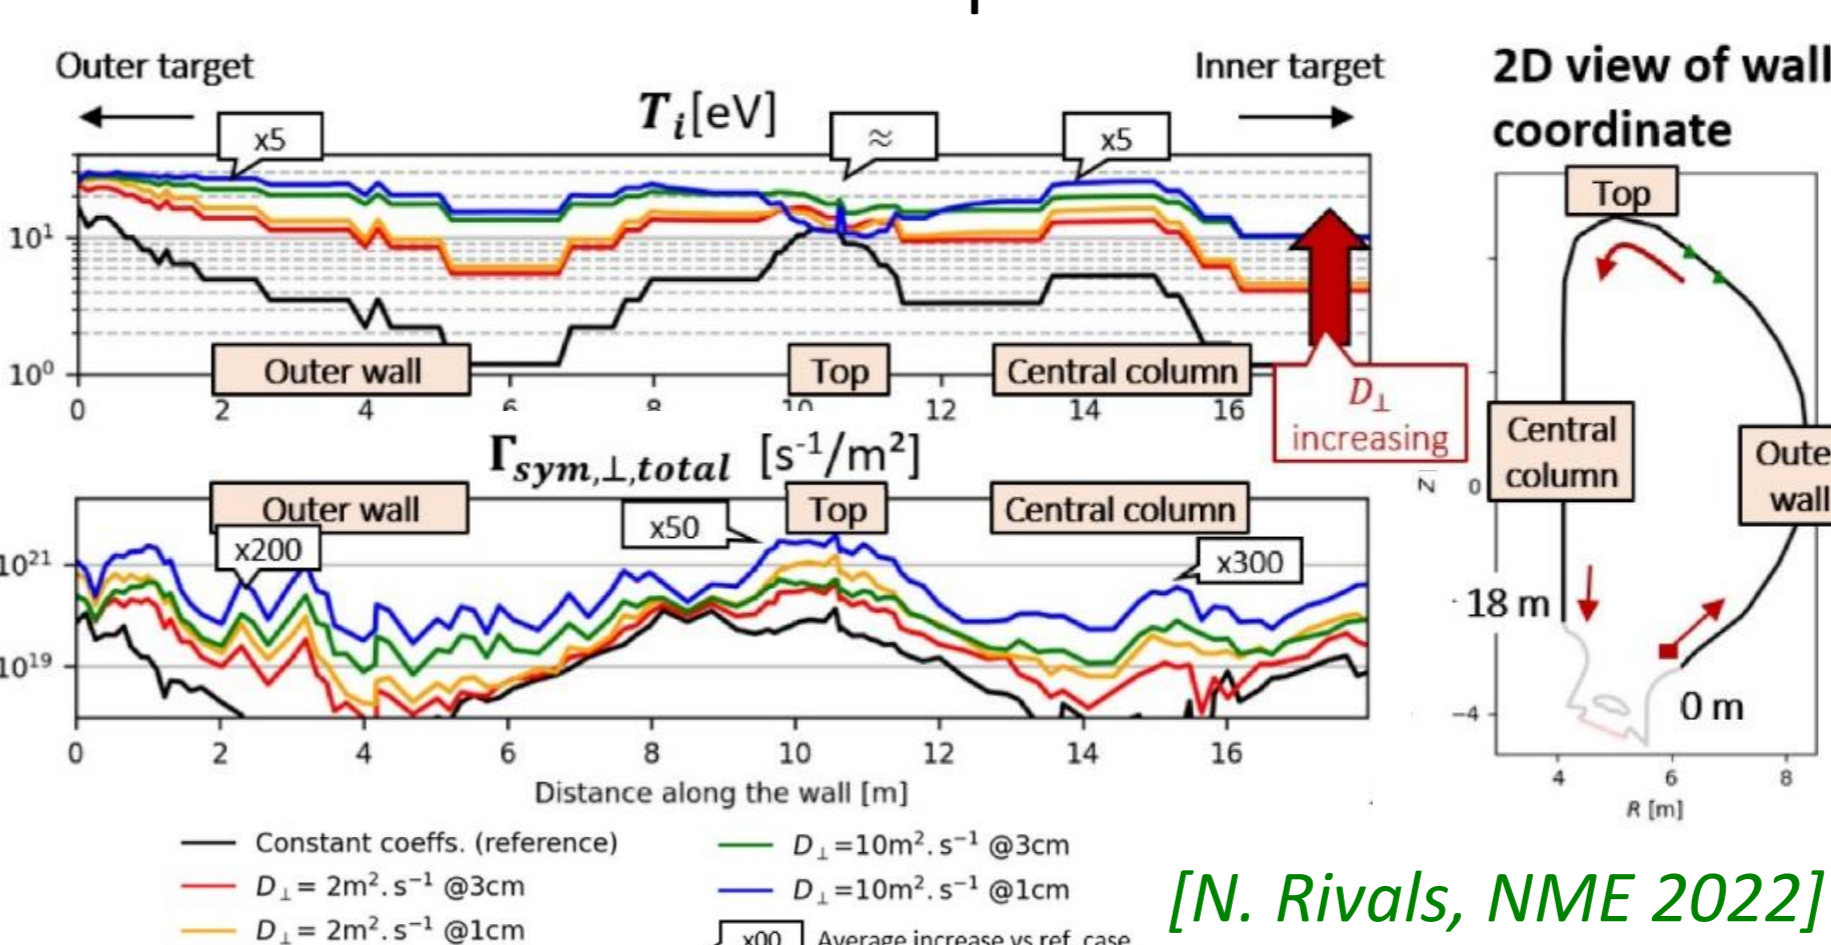 Outer target
Inner target
T_i [eV]
x5
≈
x5
10^1
10^0
Outer wall
Top
Central column
0 2 4 6 8 10 12 14 16
D⊥
increasing
Γ_sym,⊥,total [s^-1/m^2]
Outer wall
Top
Central column
x200
x50
x300
10^21
10^19
0 2 4 6 8 10 12 14 16
Distance along the wall [m]
Constant coeffs. (reference)
D⊥= 2m^2.s^-1 @3cm
D⊥= 2m^2.s^-1 @1cm
D⊥=10m^2.s^-1 @3cm
D⊥=10m^2.s^-1 @1cm
x00 Average increase vs ref. case
2D view of wall
coordinate
Top
Central
column
Oute
wall
Z
0
18 m
0 m
−4
4 6 8
R [m]
[N. Rivals, NME 2022]